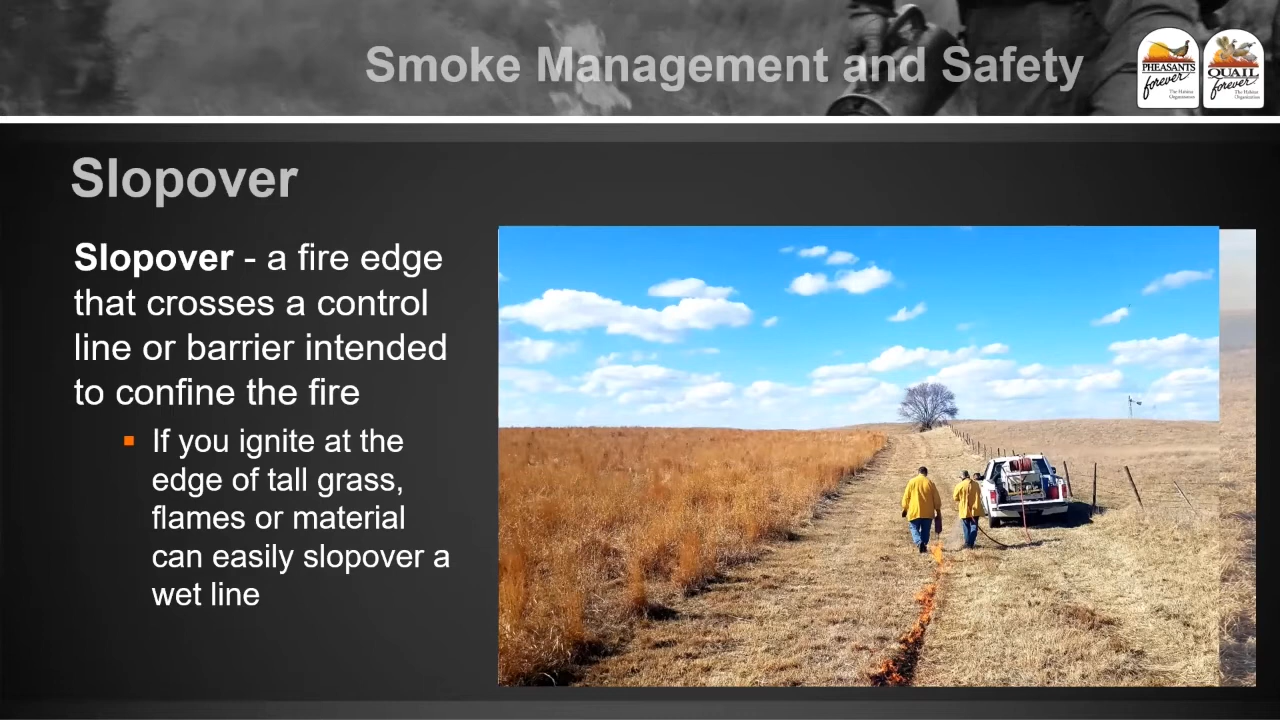 Smoke Management and Safety
PHEASANTS
forever
The Habitat
Organization
QUAIL
forever
The Habitat
Organization
Slopover
Slopover - a fire edge
that crosses a control
line or barrier intended
to confine the fire
If you ignite at the
edge of tall grass,
flames or material
can easily slopover a
wet line